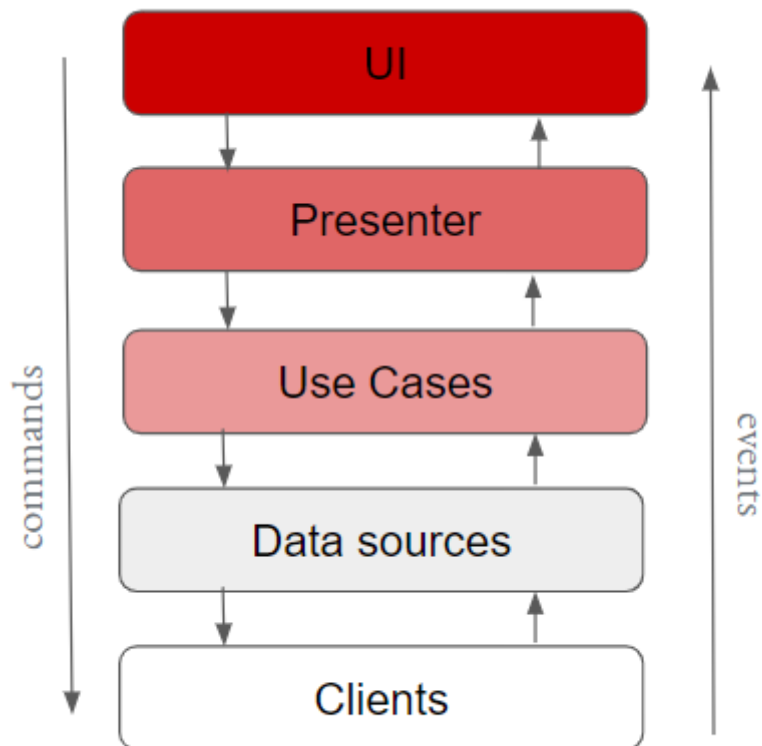 UI
Presenter
Use Cases
Data sources
Clients
commands
events